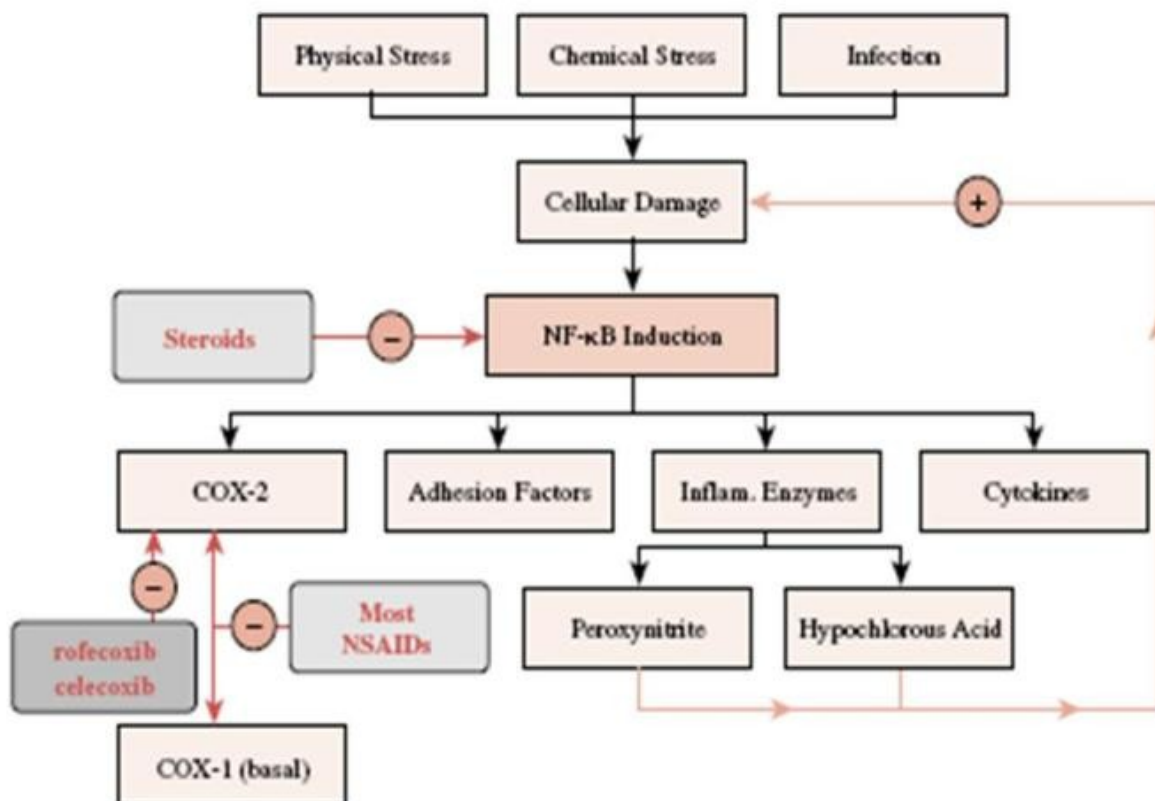 Physical Stress
Chemical Stress
Infection
Cellular Damage
+
Steroids
−
NF-κB Induction
COX-2
Adhesion Factors
Inflam. Enzymes
Cytokines
−
−
Most
NSAIDs
Peroxynitrite
Hypochlorous Acid
rofecoxib
celecoxib
COX-1 (basal)